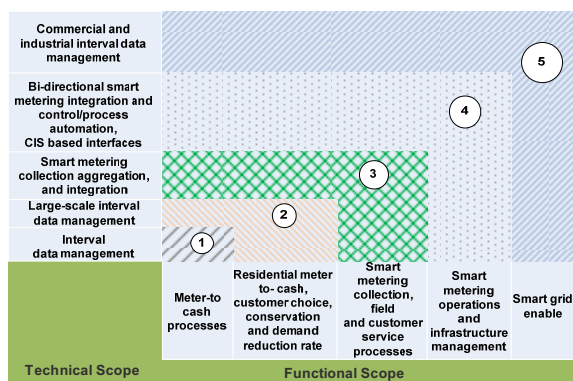 Commercial and
industrial interval data
management
5
Bi-directional smart
metering integration and
control/process
automation,
CIS based interfaces
4
Smart metering
collection aggregation,
and integration
3
Large-scale interval
data management
2
Interval
data management
1
Meter-to
cash processes
Residential meter
to- cash,
customer choice,
conservation
and demand
reduction rate
Smart
metering
collection,
field
and customer
service
processes
Smart
metering
operations
and
infrastructure
management
Smart grid
enable
Technical Scope
Functional Scope